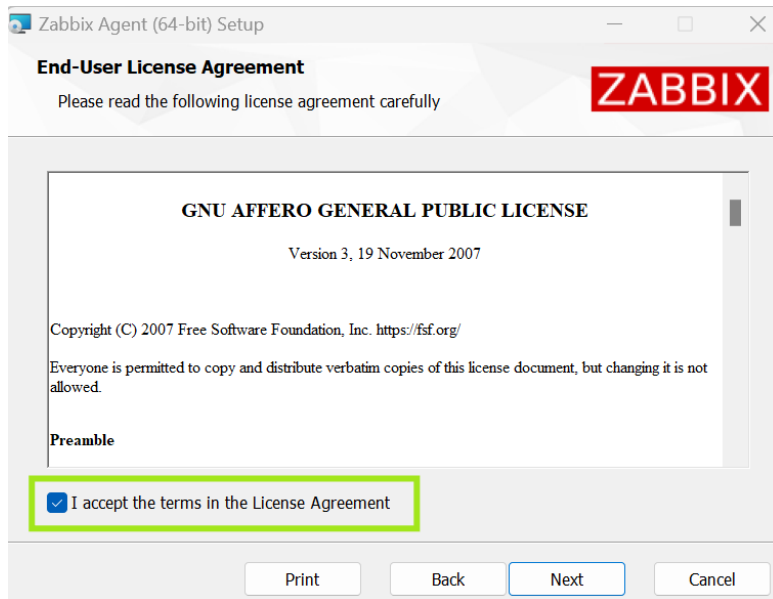 Zabbix Agent (64-bit) Setup
End-User License Agreement
Please read the following license agreement carefully
ZABBIX
GNU AFFERO GENERAL PUBLIC LICENSE
Version 3, 19 November 2007
Copyright (C) 2007 Free Software Foundation, Inc. https://fsf.org/
Everyone is permitted to copy and distribute verbatim copies of this license document, but changing it is not
allowed.
Preamble
I accept the terms in the License Agreement
Print
Back
Next
Cancel